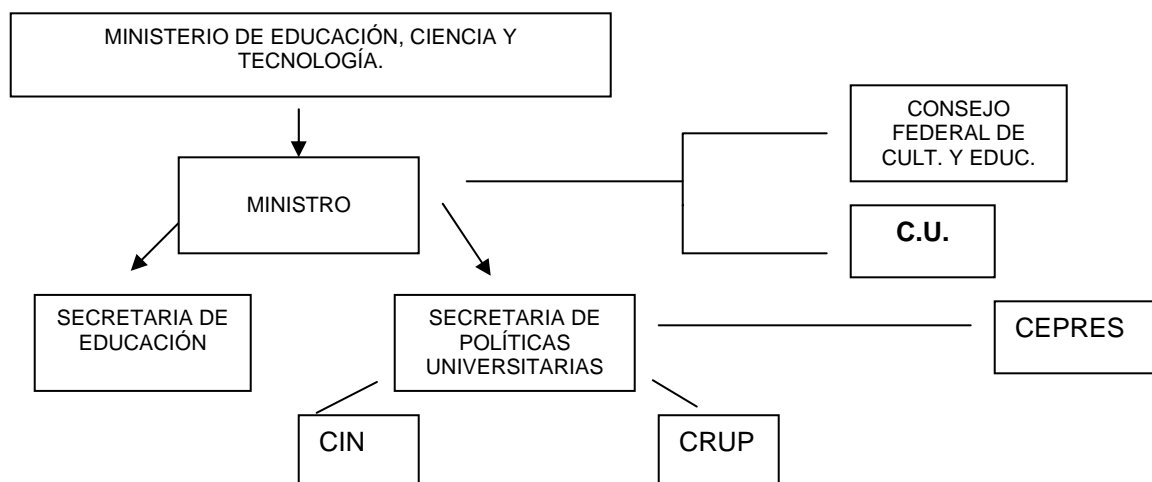 MINISTERIO DE EDUCACIÓN, CIENCIA Y
TECNOLOGÍA.
CONSEJO
FEDERAL DE
CULT. Y EDUC.
MINISTRO
C.U.
SECRETARIA DE
EDUCACIÓN
SECRETARIA DE
POLÍTICAS
UNIVERSITARIAS
CEPRES
CIN
CRUP